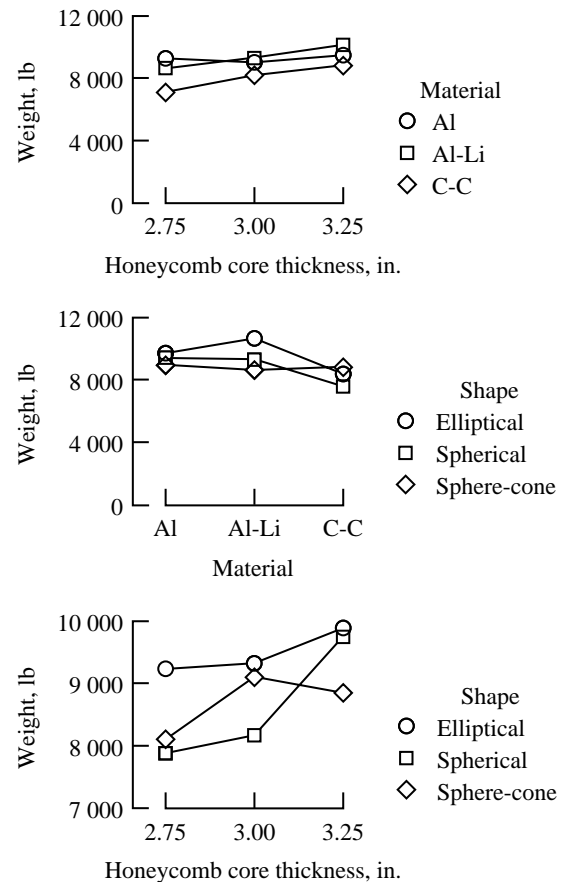 12 000
8 000
4 000
0
Weight, lb
2.75 3.00 3.25
Honeycomb core thickness, in.
Material
Al
Al-Li
C-C
12 000
8 000
4 000
0
Weight, lb
Al Al-Li C-C
Material
Shape
Elliptical
Spherical
Sphere-cone
10 000
9 000
8 000
7 000
Weight, lb
2.75 3.00 3.25
Honeycomb core thickness, in.
Shape
Elliptical
Spherical
Sphere-cone